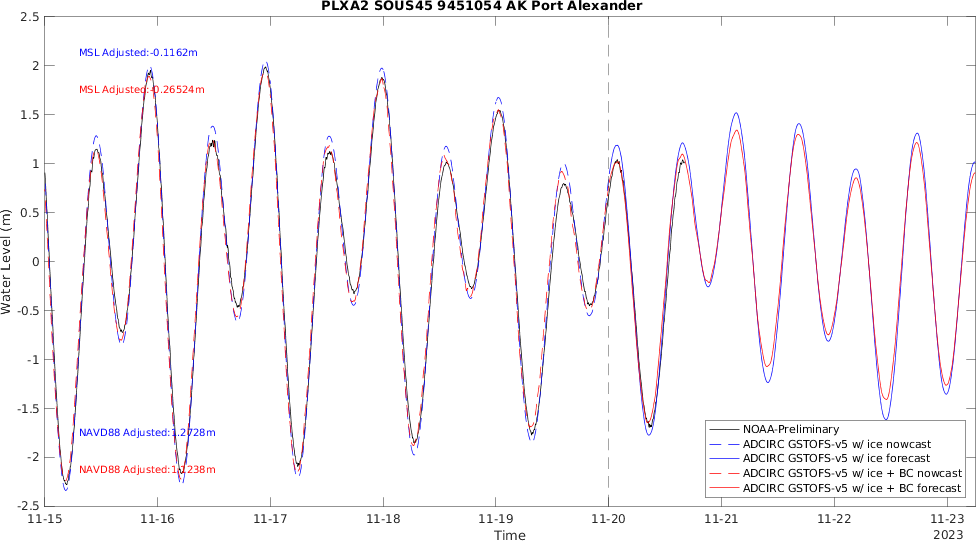 PLXA2 SOUS45 9451054 AK Port Alexander
2.5
2
1.5
1
0.5
0
-0.5
-1
-1.5
-2
-2.5
Water Level (m)
MSL Adjusted:-0.1162m
MSL Adjusted:-0.26524m
NAVD88 Adjusted:1.2728m
NAVD88 Adjusted:1.1238m
NOAA-Preliminary
ADCIRC GSTOFS-v5 w/ ice nowcast
ADCIRC GSTOFS-v5 w/ ice forecast
ADCIRC GSTOFS-v5 w/ ice + BC nowcast
ADCIRC GSTOFS-v5 w/ ice + BC forecast
11-15 11-16 11-17 11-18 11-19 11-20 11-21 11-22 11-23
Time
2023